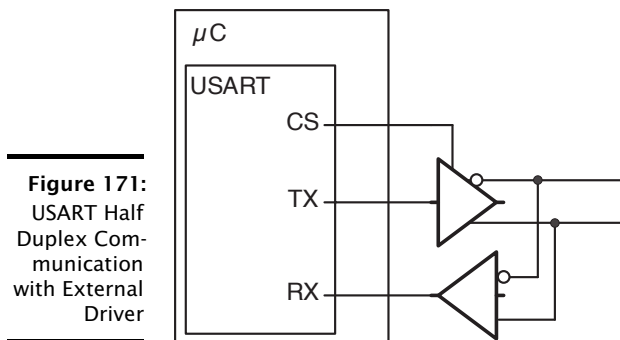 µC
USART
CS
TX
RX
Figure 171:
USART Half
Duplex Com-
munication
with External
Driver